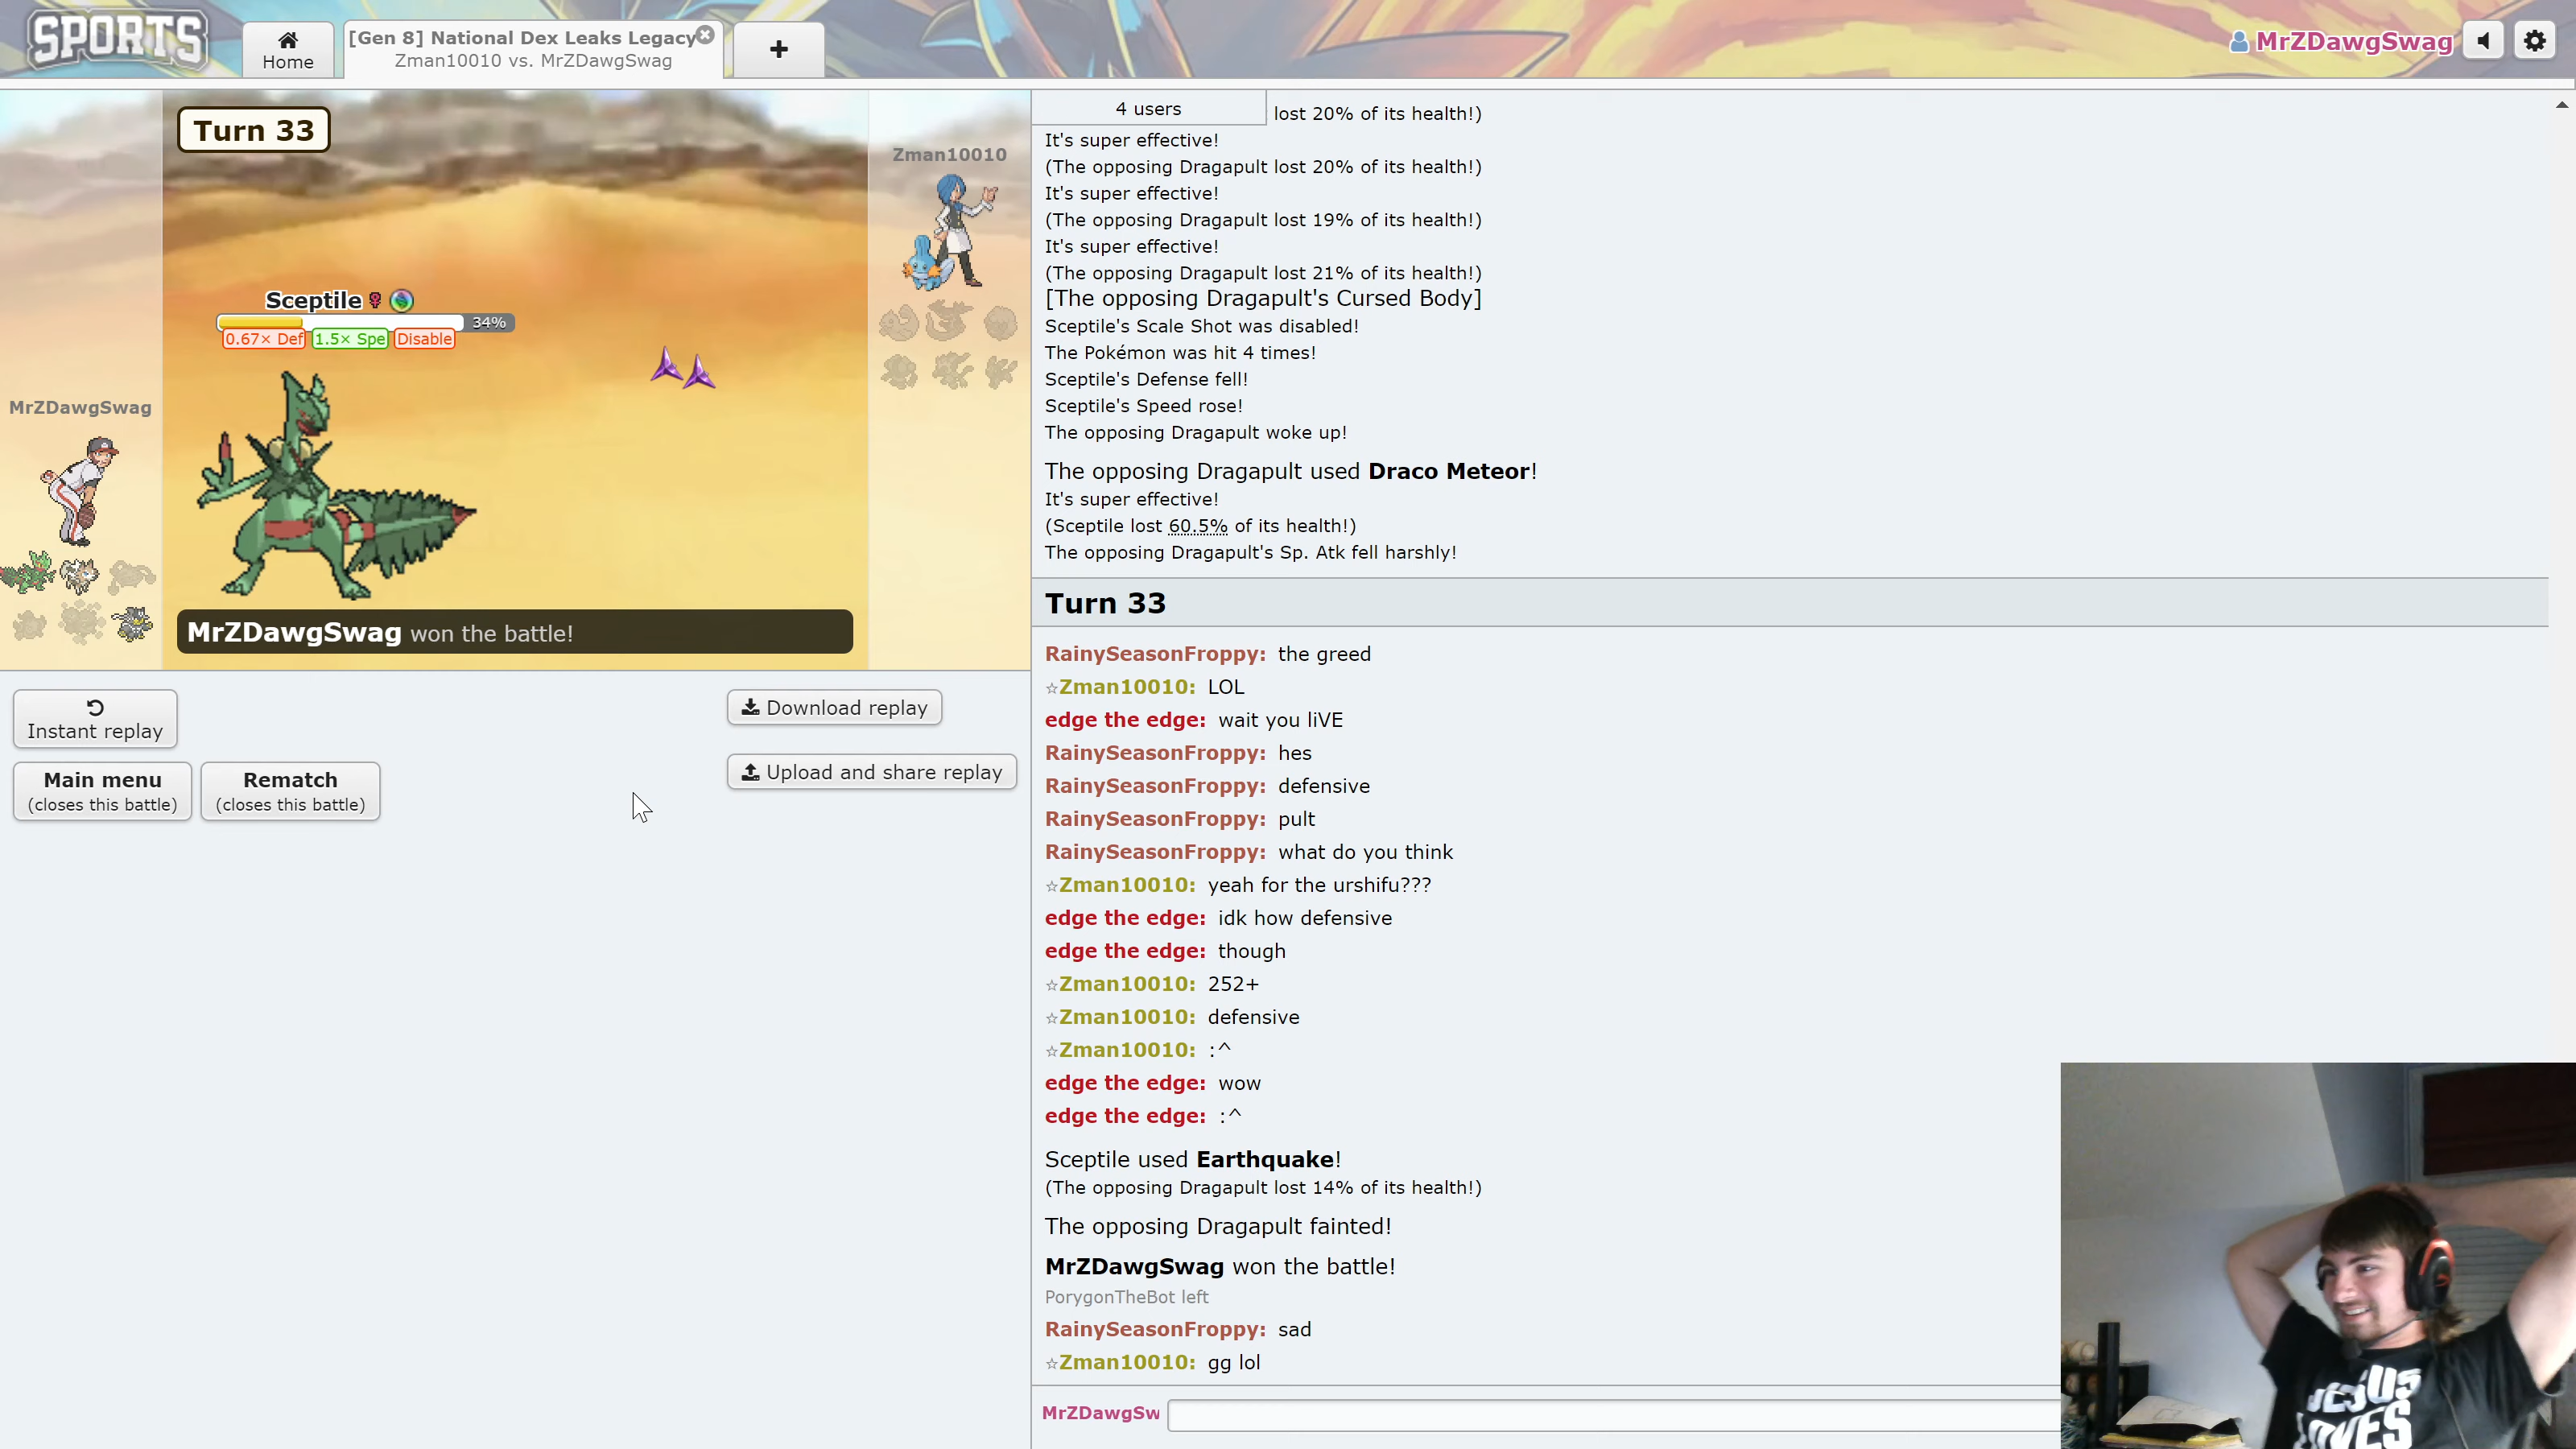 SPORTS
Home
[Gen 8] National Dex Leaks Legacy
Zman10010 vs. MrZDawgSwag
MrZDawgSwag
Turn 33
Zman10010
Sceptile
34%
0.67× Def
1.5× Spe
Disable
MrZDawgSwag
MrZDawgSwag won the battle!
Instant replay
Download replay
Upload and share replay
Main menu
(closes this battle)
Rematch
(closes this battle)
4 users
lost 20% of its health!)
It's super effective!
(The opposing Dragapult lost 20% of its health!)
It's super effective!
(The opposing Dragapult lost 19% of its health!)
It's super effective!
(The opposing Dragapult lost 21% of its health!)
[The opposing Dragapult's Cursed Body]
Sceptile's Scale Shot was disabled!
The Pokémon was hit 4 times!
Sceptile's Defense fell!
Sceptile's Speed rose!
The opposing Dragapult woke up!
The opposing Dragapult used Draco Meteor!
It's super effective!
(Sceptile lost 60.5% of its health!)
The opposing Dragapult's Sp. Atk fell harshly!
Turn 33
RainySeasonFroppy: the greed
☆Zman10010: LOL
edge the edge: wait you liVE
RainySeasonFroppy: hes
RainySeasonFroppy: defensive
RainySeasonFroppy: pult
RainySeasonFroppy: what do you think
☆Zman10010: yeah for the urshifu???
edge the edge: idk how defensive
edge the edge: though
☆Zman10010: 252+
☆Zman10010: defensive
☆Zman10010: :^
edge the edge: wow
edge the edge: :^
Sceptile used Earthquake!
(The opposing Dragapult lost 14% of its health!)
The opposing Dragapult fainted!
MrZDawgSwag won the battle!
PorygonTheBot left
RainySeasonFroppy: sad
☆Zman10010: gg lol
MrZDawgSw
JESUS
LOVES